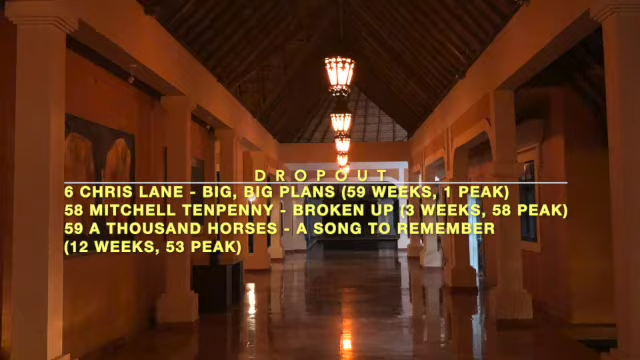 DROPOUT
6 CHRIS LANE - BIG, BIG PLANS (59 WEEKS, 1 PEAK)
58 MITCHELL TENPENNY - BROKEN UP (3 WEEKS, 58 PEAK)
59 A THOUSAND HORSES - A SONG TO REMEMBER
(12 WEEKS, 53 PEAK)